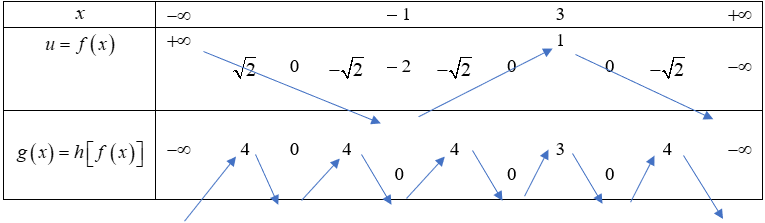 x −∞ − 1 3 +∞
u = f(x) +∞ 1
√2 0 −√2 − 2 −√2 0 0 −√2 −∞
g(x) = h[f(x)] −∞ 4 0 4 4 3 4 −∞
0 0 0